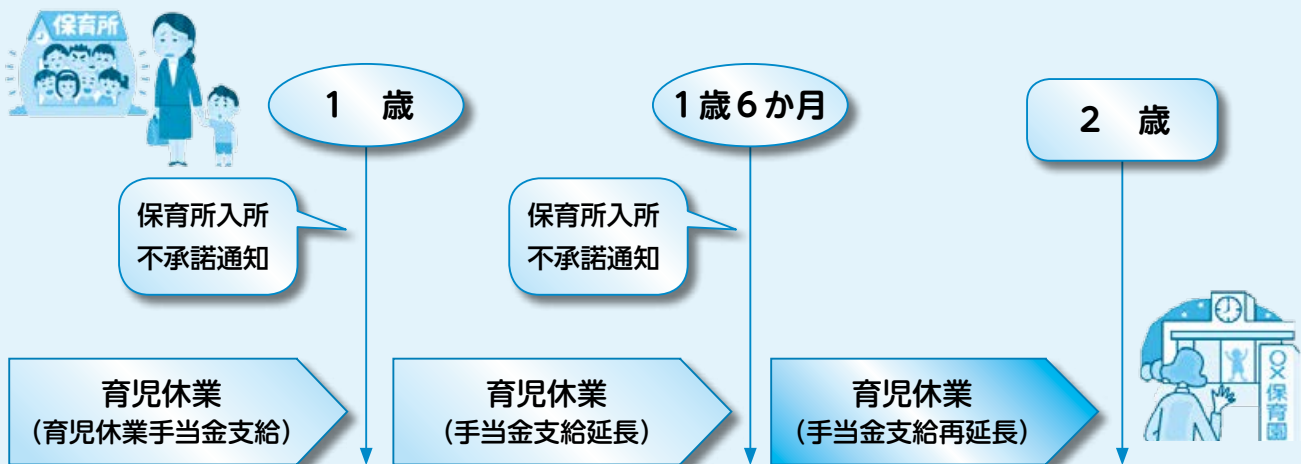 保育所
1 歳
1歳6か月
2 歳
保育所入所
不承諾通知
保育所入所
不承諾通知
育児休業
（育児休業手当金支給）
育児休業
（手当金支給延長）
育児休業
（手当金支給再延長）
○×保育園